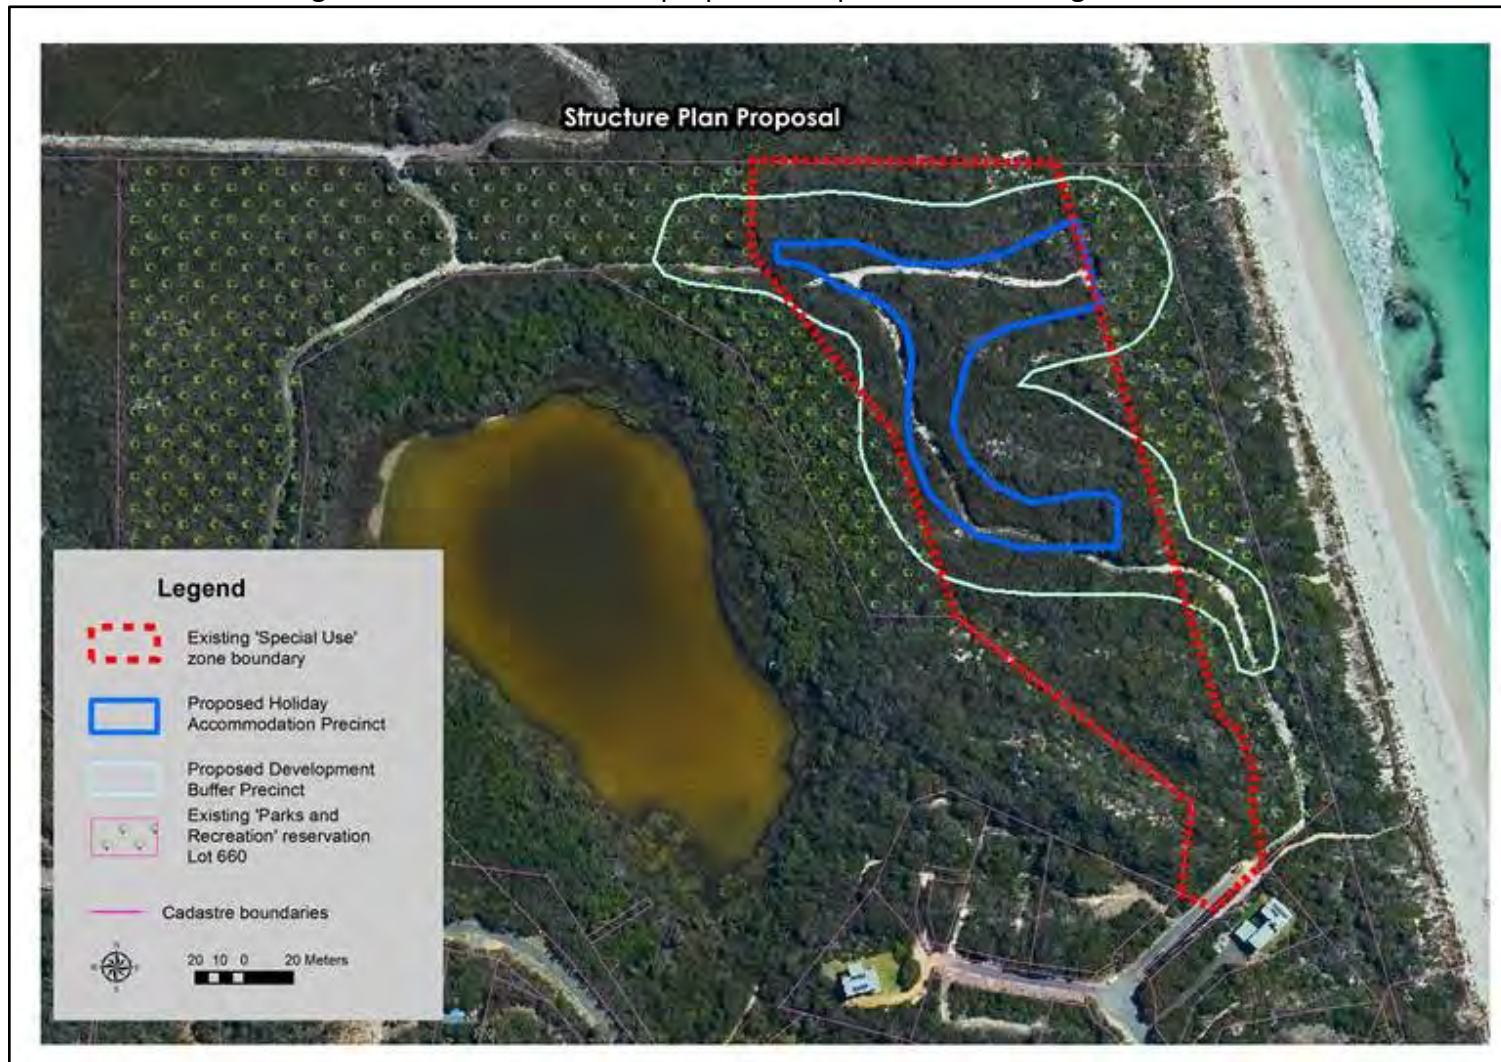 Structure Plan Proposal
Legend
Existing 'Special Use'
zone boundary
Proposed Holiday
Accommodation Precinct
Proposed Development
Buffer Precinct
Existing 'Parks and
Recreation' reservation
Lot 660
Cadastre boundaries
N
S
20 10 0 20 Meters